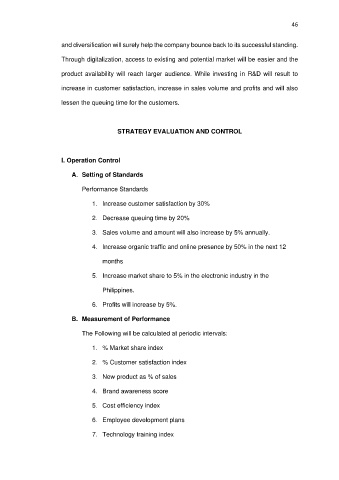 46
and diversification will surely help the company bounce back to its successful standing.
Through digitalization, access to existing and potential market will be easier and the
product availability will reach larger audience. While investing in R&D will result to
increase in customer satisfaction, increase in sales volume and profits and will also
lessen the queuing time for the customers.
STRATEGY EVALUATION AND CONTROL
I. Operation Control
A. Setting of Standards
Performance Standards
1. Increase customer satisfaction by 30%
2. Decrease queuing time by 20%
3. Sales volume and amount will also increase by 5% annually.
4. Increase organic traffic and online presence by 50% in the next 12
months
5. Increase market share to 5% in the electronic industry in the
Philippines.
6. Profits will increase by 5%.
B. Measurement of Performance
The Following will be calculated at periodic intervals:
1. % Market share index
2. % Customer satisfaction index
3. New product as % of sales
4. Brand awareness score
5. Cost efficiency index
6. Employee development plans
7. Technology training index